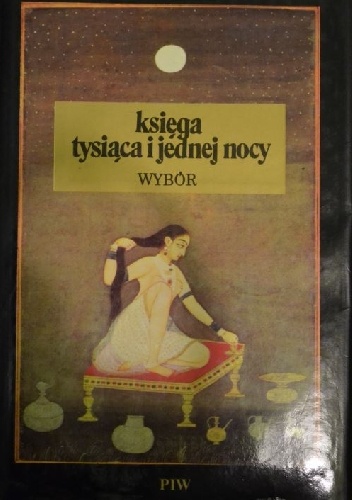 księga
tysiąca i jednej nocy
WYBÓR
PIW